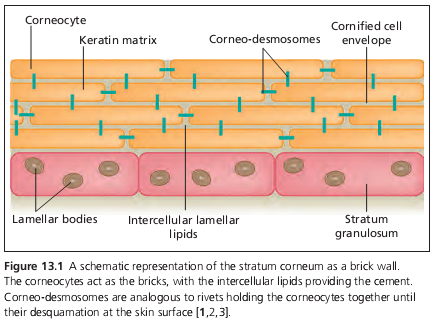 Corneocyte
Keratin matrix
Corneo-desmosomes
Cornified cell
envelope
Lamellar bodies
Intercellular lamellar
lipids
Stratum
granulosum
Figure 13.1 A schematic representation of the stratum corneum as a brick wall.
The corneocytes act as the bricks, with the intercellular lipids providing the cement.
Corneo-desmosomes are analogous to rivets holding the corneocytes together until
their desquamation at the skin surface [1,2,3].